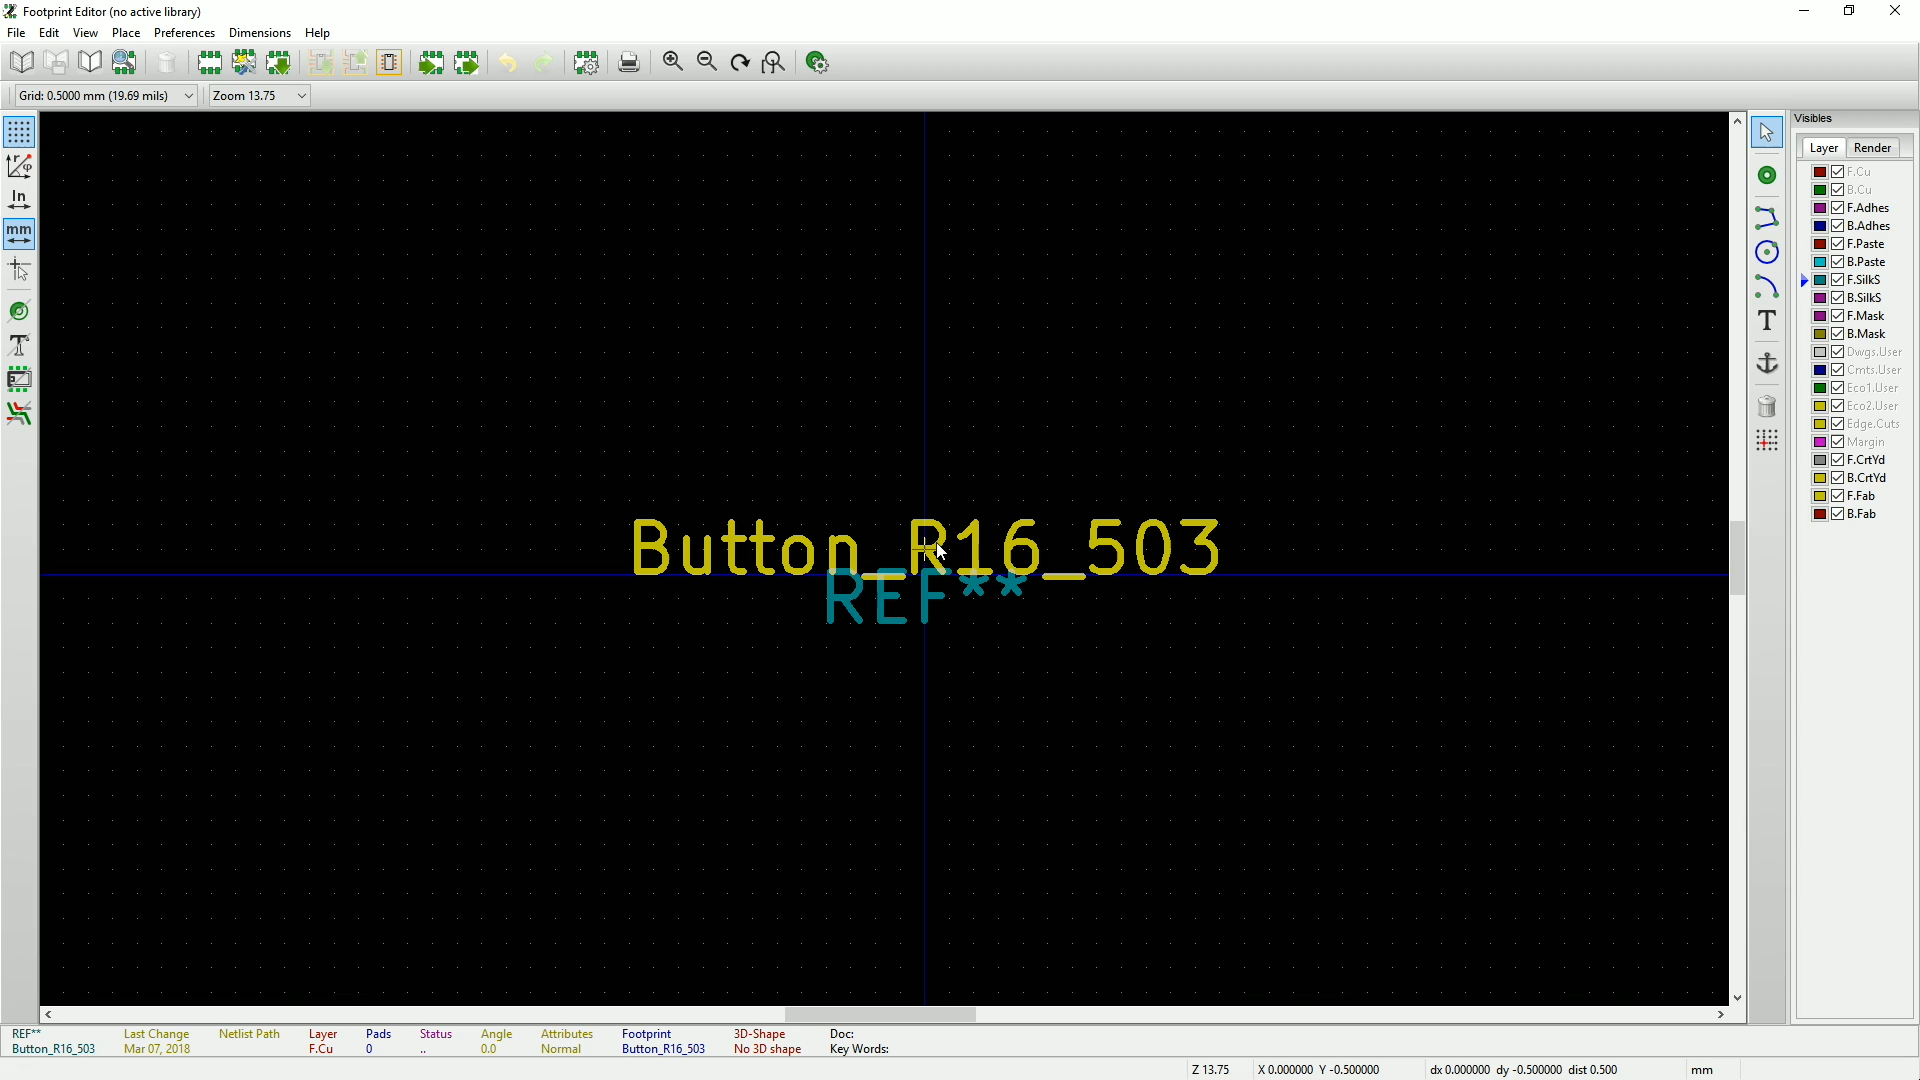 Footprint Editor (no active library)
File Edit View Place Preferences Dimensions Help
Grid: 0.5000 mm (19.69 mils) Zoom 13.75
In
mm
Visibles
Layer Render
F.Cu
B.Cu
F.Adhes
B.Adhes
F.Paste
B.Paste
F.SilkS
B.SilkS
F.Mask
B.Mask
Dwgs.User
Cmts.User
Eco1.User
Eco2.User
Edge.Cuts
Margin
F.CrtYd
B.CrtYd
F.Fab
B.Fab
Button_R16_503
REF**
REF** Last Change Netlist Path Layer Pads Status Angle Attributes Footprint 3D-Shape Doc:
Button_R16_503 Mar 07, 2018 F.Cu 0 .. 0.0 Normal Button_R16_503 No 3D shape Key Words:
Z 13.75 X 0.000000 Y -0.500000 dx 0.000000 dy -0.500000 dist 0.500 mm